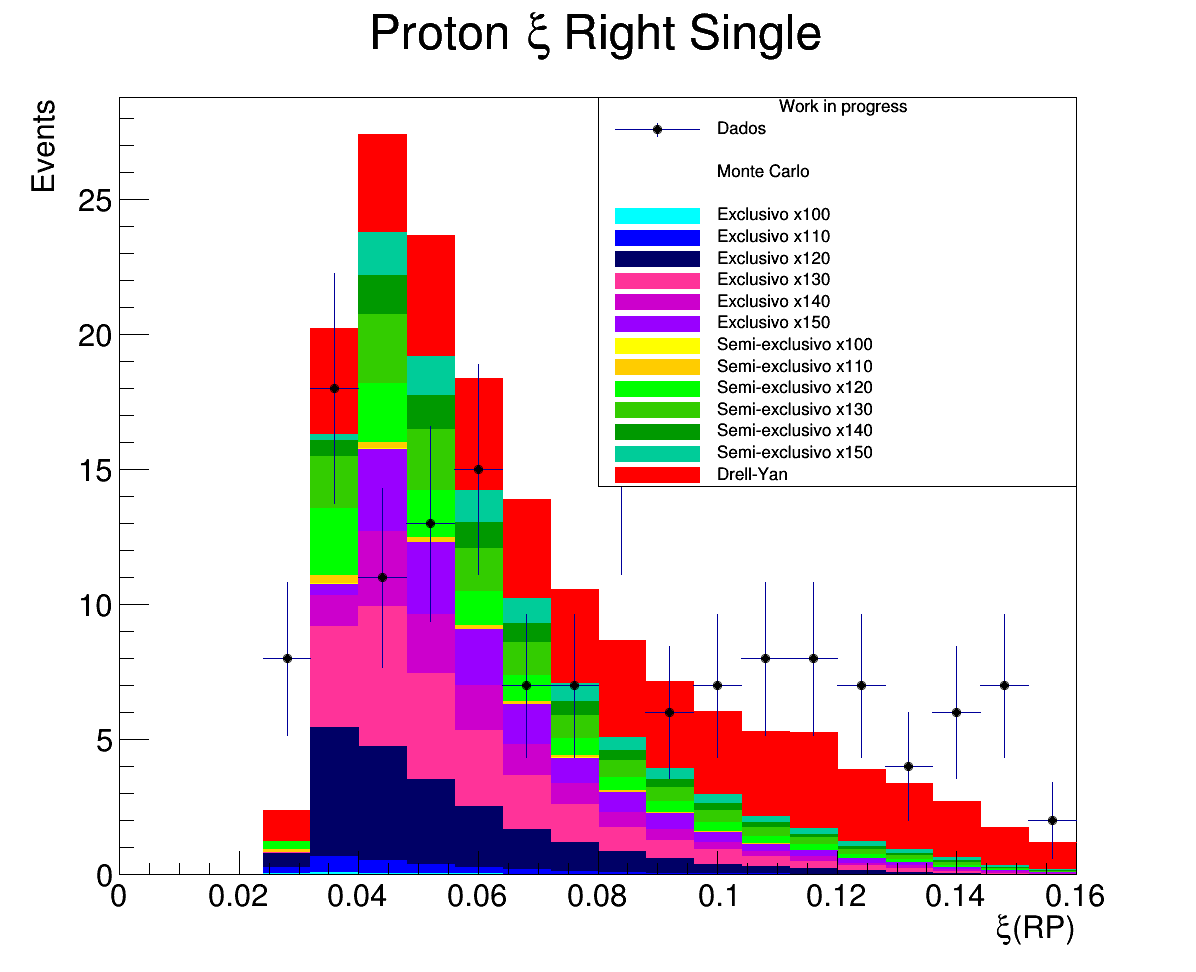 Proton ξ Right Single
Events
Work in progress
Dados
Monte Carlo
Exclusivo x100
Exclusivo x110
Exclusivo x120
Exclusivo x130
Exclusivo x140
Exclusivo x150
Semi-exclusivo x100
Semi-exclusivo x110
Semi-exclusivo x120
Semi-exclusivo x130
Semi-exclusivo x140
Semi-exclusivo x150
Drell-Yan
25
20
15
10
5
0
0 0.02 0.04 0.06 0.08 0.1 0.12 0.14 0.16
ξ(RP)